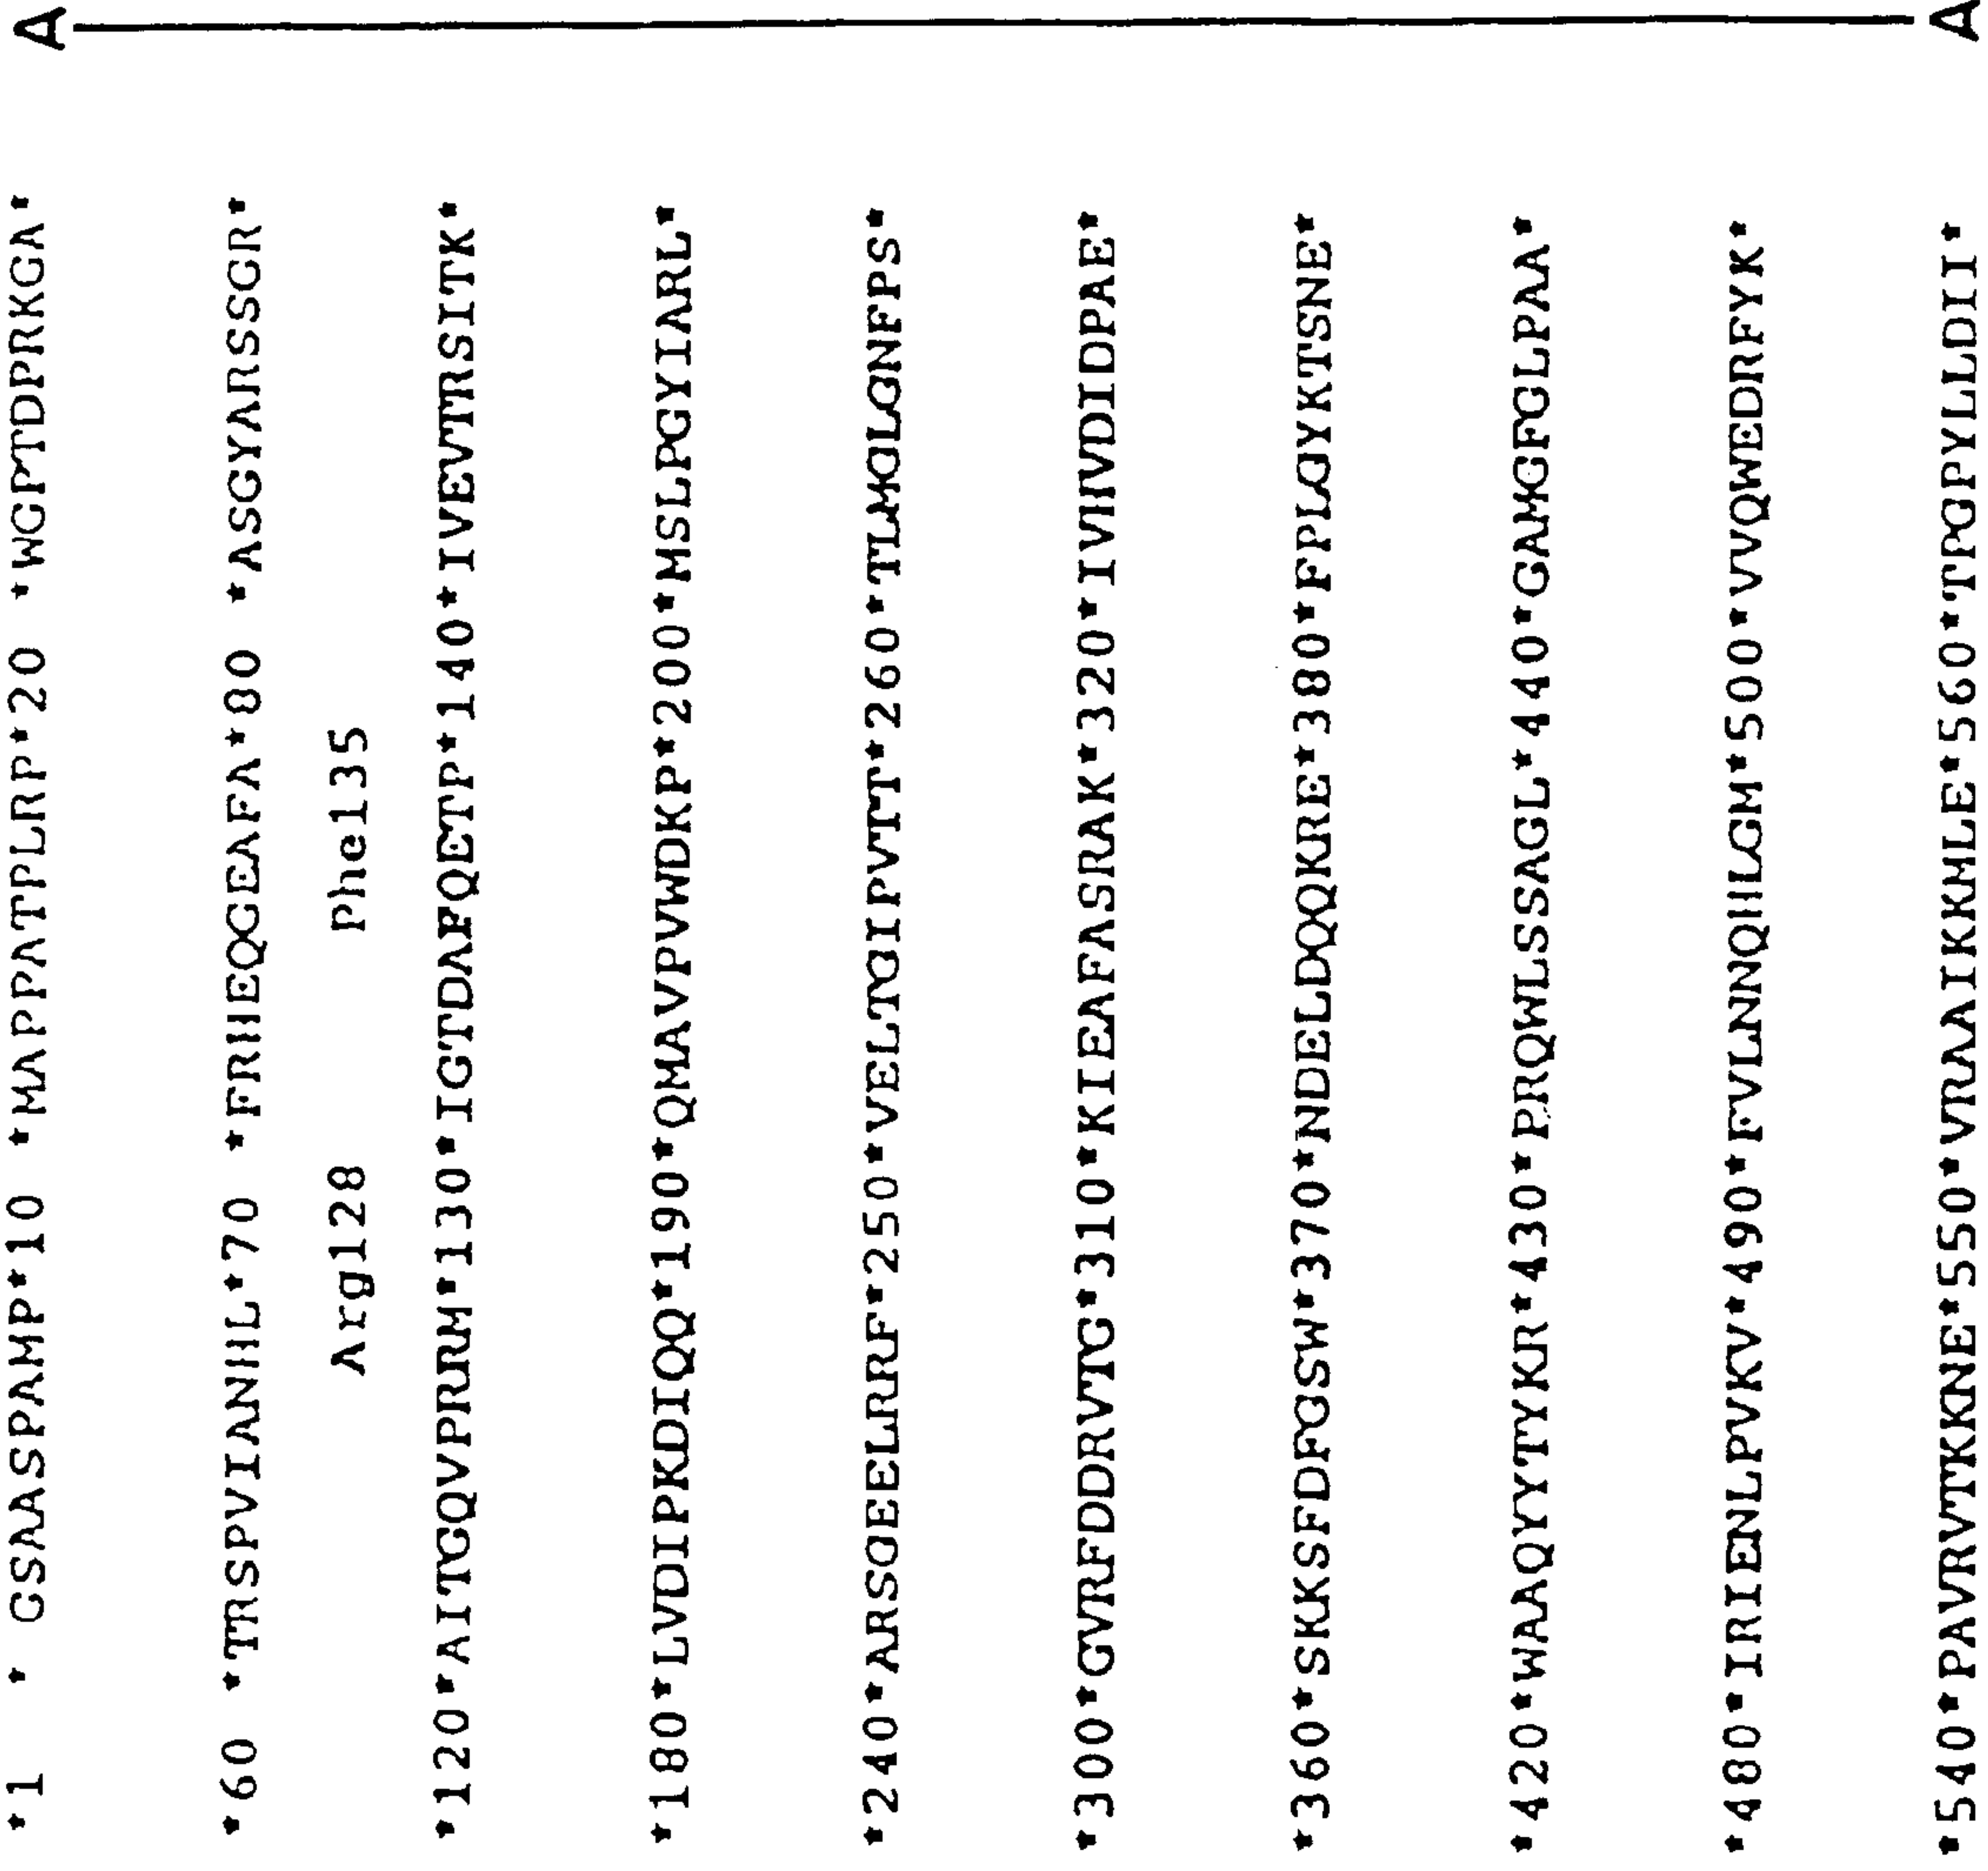 *1 * GSAASPAMP*10 *MAPPATPLRP*20 *WGPTDPRKGA* A
*60 *TRSPVIANHL*70 *FRHEQGEAFA*80 *ASGYARSSGR*
Arg128 Phe135
*120*AITGQVPRRM*130*IGTDAFQETP*140*IVEVTRSITK*
*180*LVDIPKDIQQ*190*QMAVPVWDKP*200*MSLPGYIARL*
*240*ARSQEELRRF*250*VELTGIPVTT*260*TLMGLGNFPS*
*300*GVRFDDRVTG*310*KIEAFASRAK*320*IVHVDIDPAE*
*360*SKKSFDFGSW*370*NDELDQQKRE*380*FPLGYKTSNE*
*420*WAAQYYTYKR*430*PRQWLSSAGL*440*GAMGFGLPAA*
*480*IRIENLPVKV*490*FVLNNQHLGM*500*VVQWEDRFYK*
*540*PAVRVTKKNE*550*VRAAIKKMLE*560*TPGPYLLDII* A